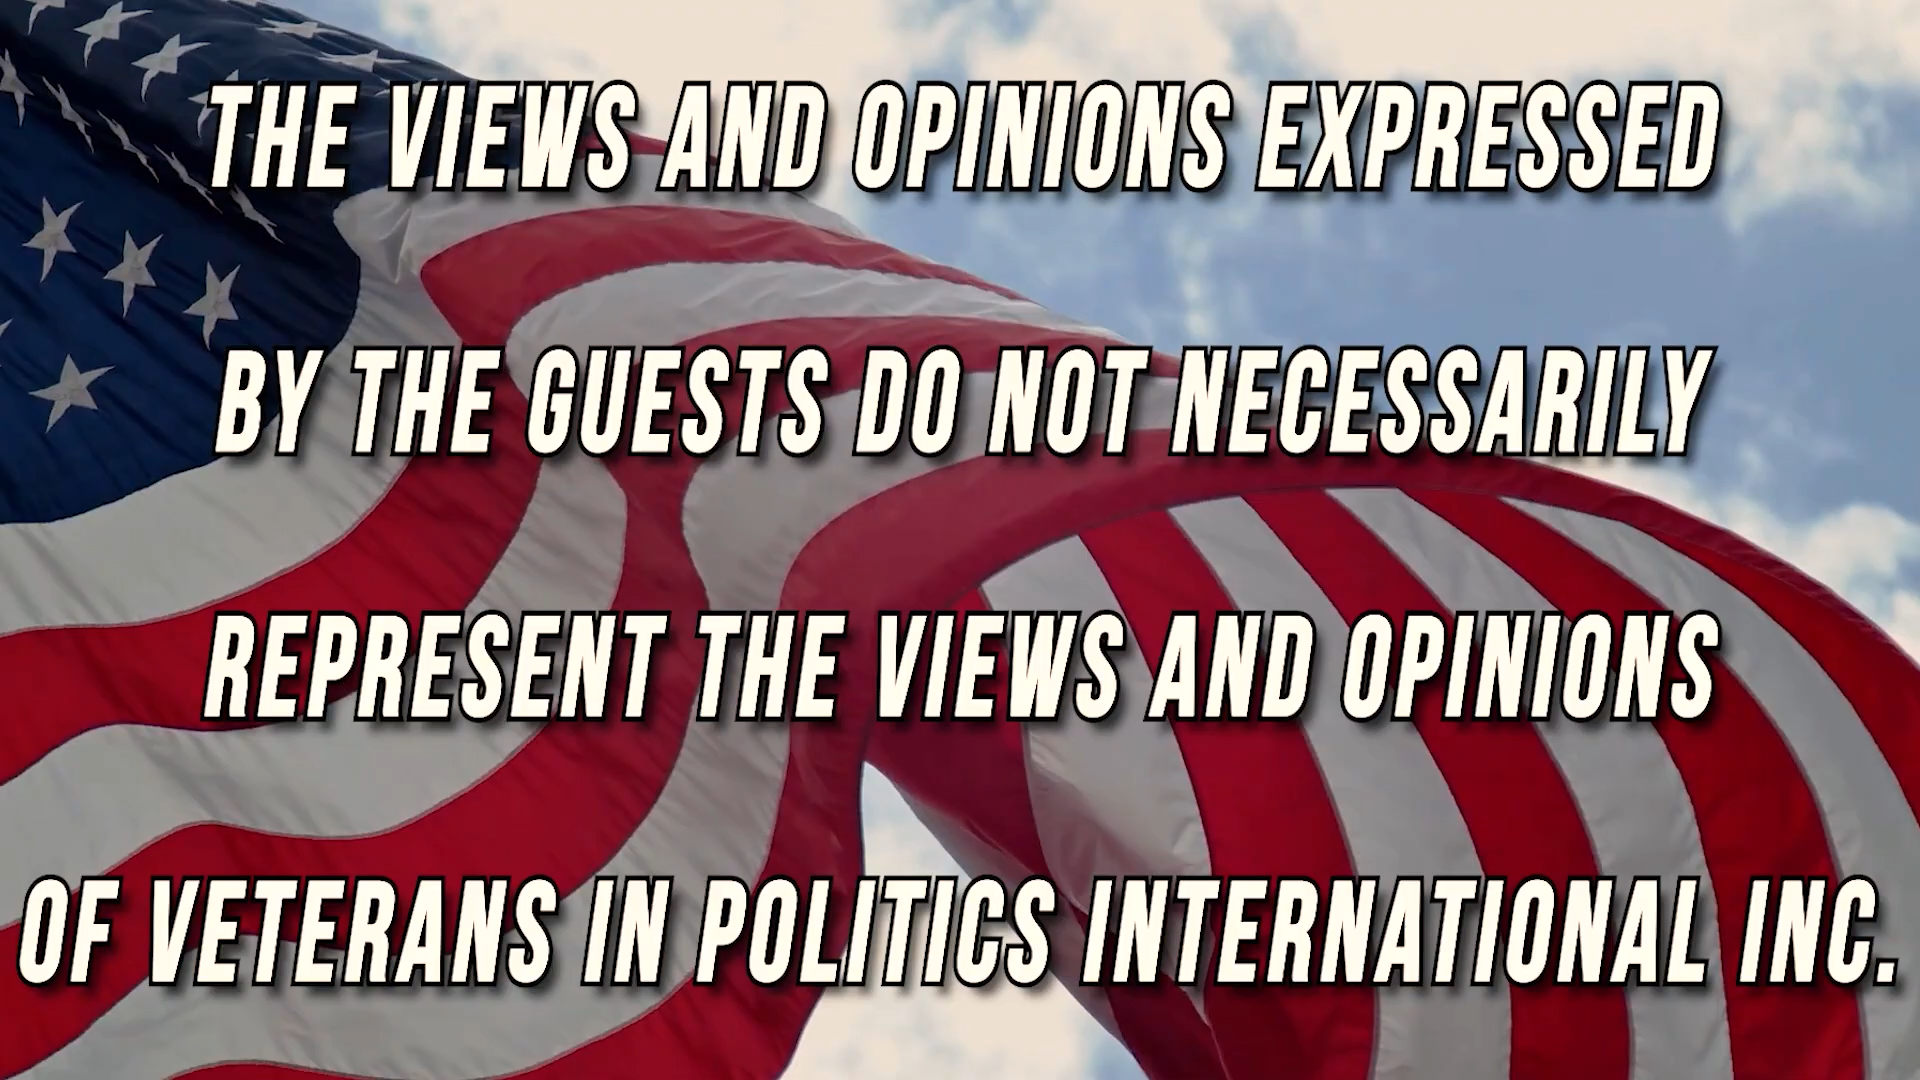 THE VIEWS AND OPINIONS EXPRESSED
BY THE GUESTS DO NOT NECESSARILY
REPRESENT THE VIEWS AND OPINIONS
OF VETERANS IN POLITICS INTERNATIONAL INC.